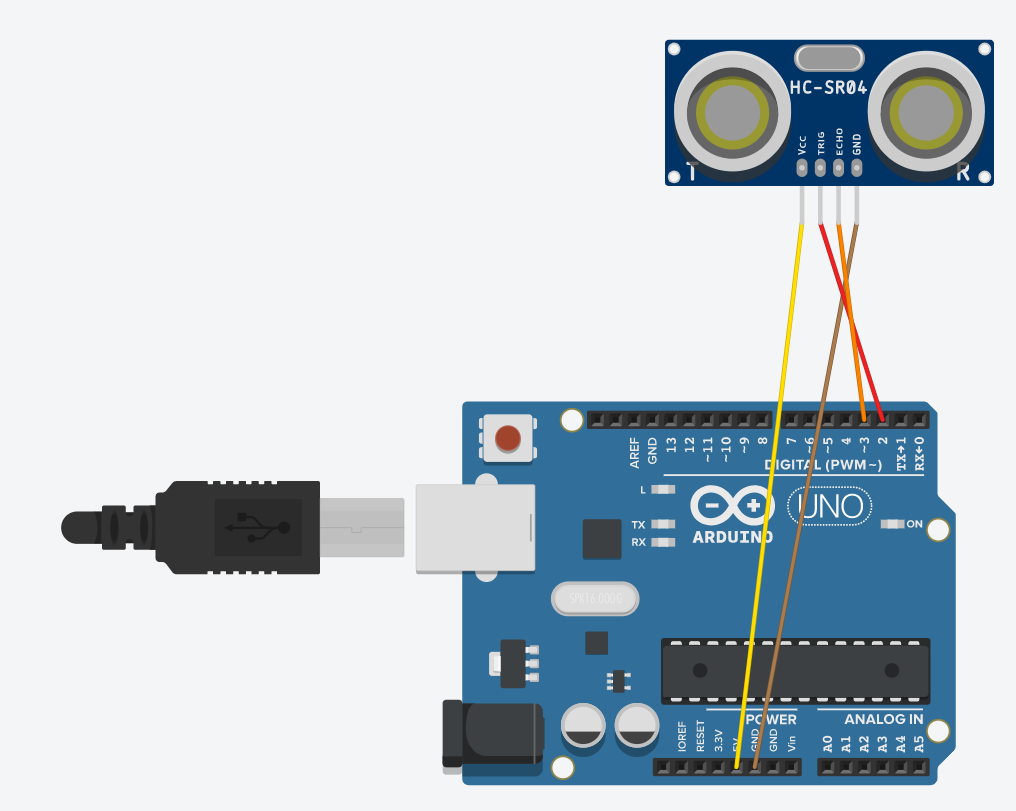 HC-SR04
VCC
TRIG
ECHO
GND
T
R
AREF
GND
13
12
~11
~10
~9
8
7
~6
~5
4
~3
2
TX→1
RX←0
DIGITAL (PWM~)
L
TX
RX
ARDUINO
UNO
ON
SPK16.000G
POWER
ANALOG IN
IOREF
RESET
3.3V
5V
GND
GND
Vin
A0
A1
A2
A3
A4
A5